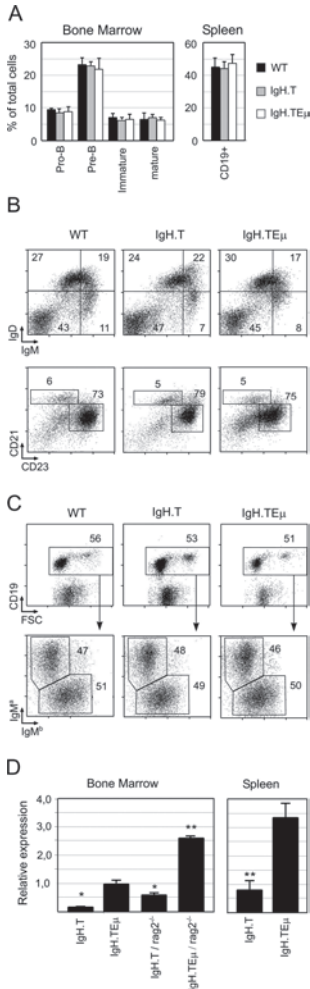 A
Bone Marrow
Spleen
% of total cells
30
20
10
0
60
40
20
0
WT
IgH.T
IgH.TEμ
Pro-B
Pre-B
Immature
mature
CD19+
B
WT
IgH.T
IgH.TEμ
27
19
24
22
30
17
43
11
47
7
45
8
IgD
IgM
6
73
5
79
5
75
CD21
CD23
C
WT
IgH.T
IgH.TEμ
56
53
51
CD19
FSC
47
48
46
51
49
50
IgMᵃ
IgMᵇ
D
Bone Marrow
Spleen
Relative expression
4,0
3,0
2,0
1,0
*
*
**
**
IgH.T
IgH.TEμ
IgH.T / rag2⁻/⁻
IgH.TEμ / rag2⁻/⁻
IgH.T
IgH.TEμ